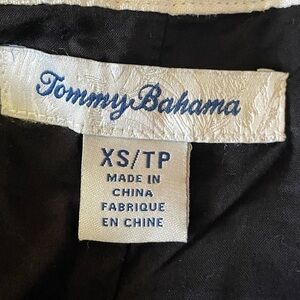 Tommy Bahama
XS/TP
MADE IN
CHINA
FABRIQUE
EN CHINE